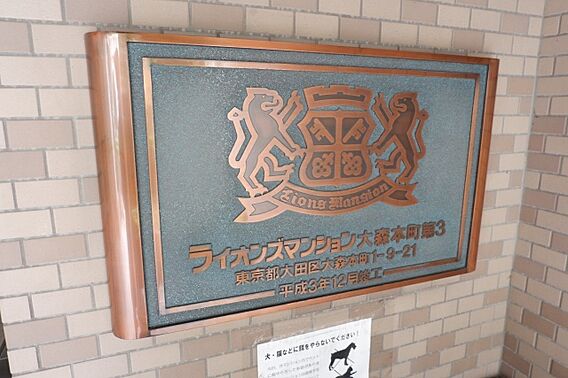 Lions Mansion
ライオンズマンション大森本町第3
東京都大田区大森本町1-9-21
平成3年12月竣工
犬・猫などに餌をやらないでください！